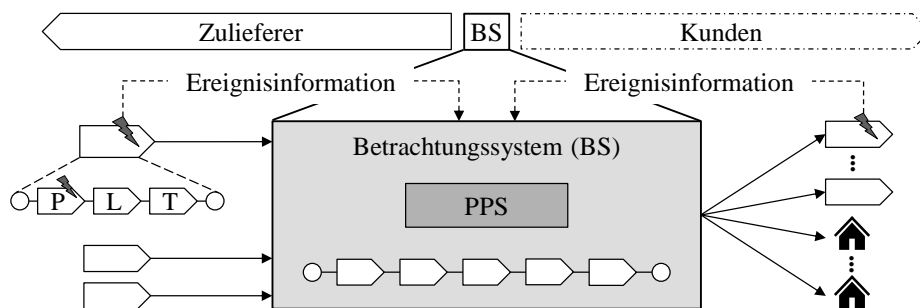 Zulieferer
BS
Kunden
Ereignisinformation
Ereignisinformation
Betrachtungssystem (BS)
P
L
T
PPS